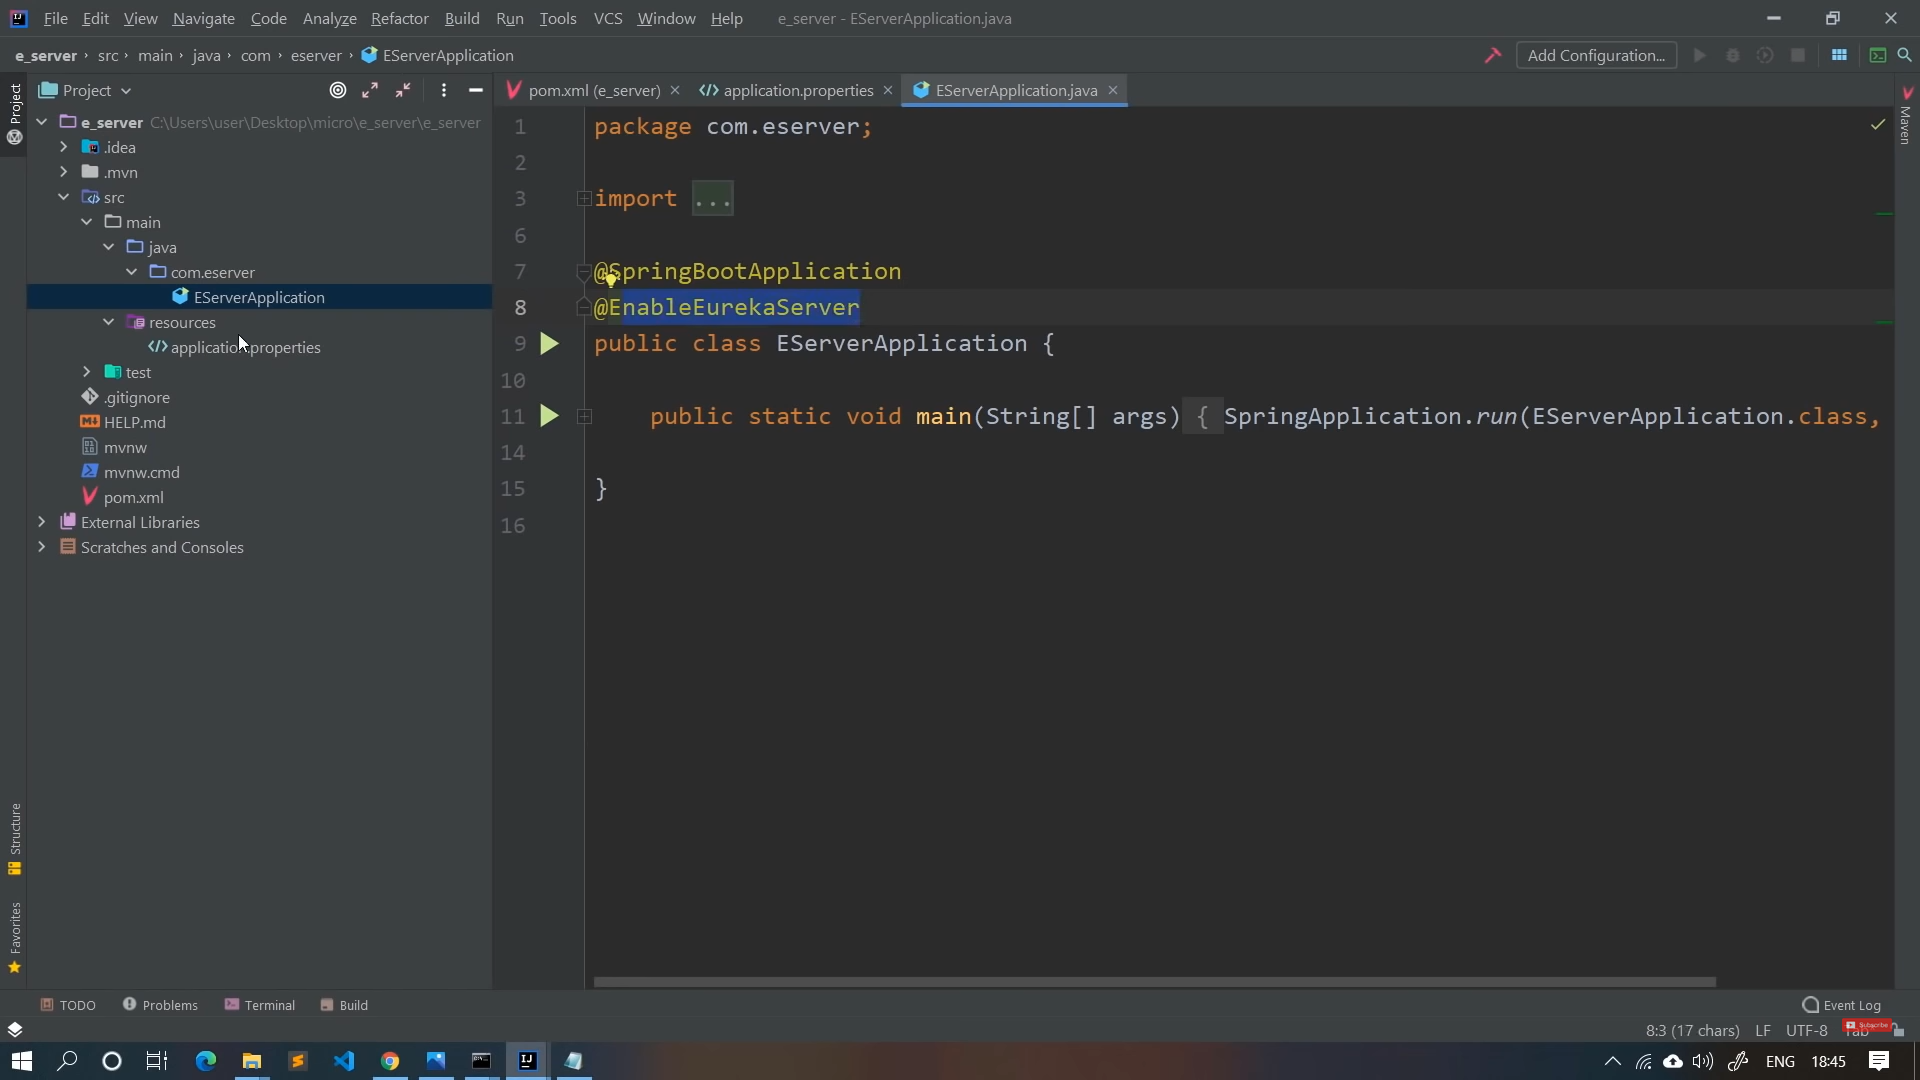 File Edit View Navigate Code Analyze Refactor Build Run Tools VCS Window Help e_server - EServerApplication.java
e_server src main java com eserver EServerApplication Add Configuration...
Project
Project
pom.xml (e_server) application.properties EServerApplication.java
Maven
e_server C:\Users\user\Desktop\micro\e_server\e_server
.idea
.mvn
src
main
java
com.eserver
EServerApplication
resources
application.properties
test
.gitignore
HELP.md
mvnw
mvnw.cmd
pom.xml
External Libraries
Scratches and Consoles
1 package com.eserver;
2
3 import ...
6
7 @SpringBootApplication
8 @EnableEurekaServer
9 public class EServerApplication {
10
11 public static void main(String[] args) { SpringApplication.run(EServerApplication.class,
14
15 }
16
Structure
Favorites
TODO Problems Terminal Build Event Log
8:3 (17 chars) LF UTF-8 Tab
Subscribe
ENG 18:45